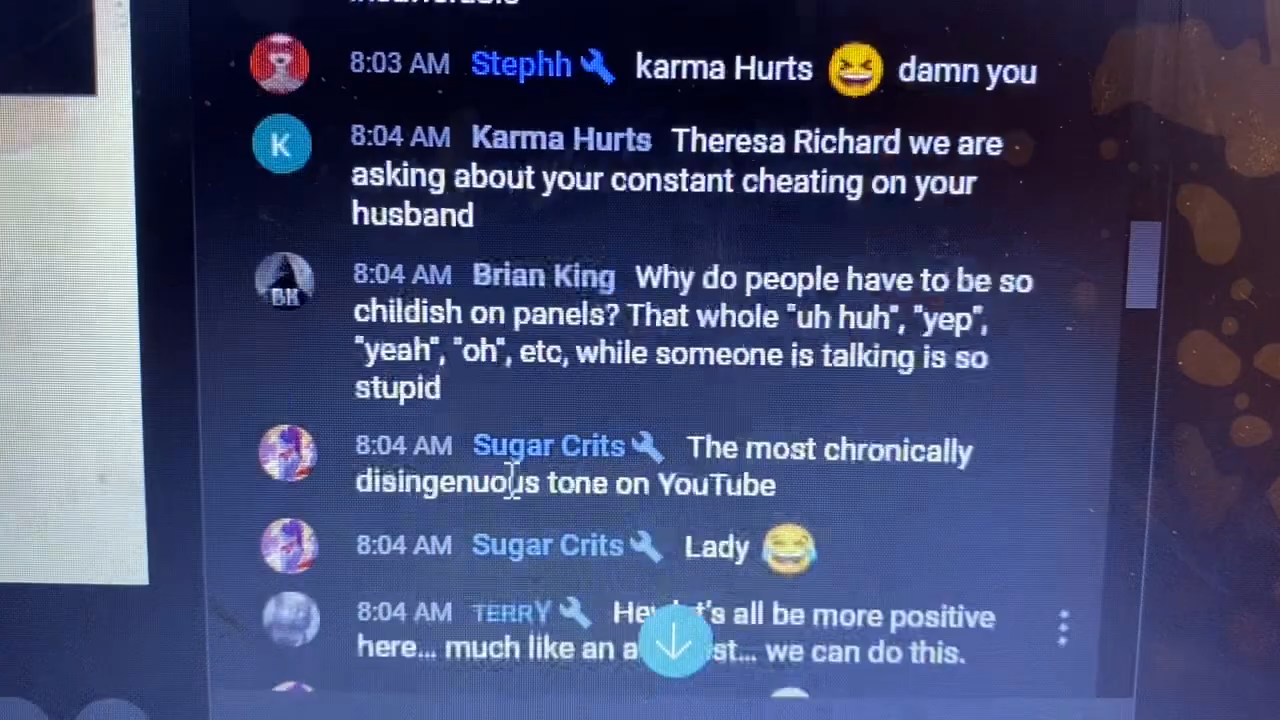 8:03 AM Stephh karma Hurts 😆 damn you
K 8:04 AM Karma Hurts Theresa Richard we are
asking about your constant cheating on your
husband
BK 8:04 AM Brian King Why do people have to be so
childish on panels? That whole "uh huh", "yep",
"yeah", "oh", etc, while someone is talking is so
stupid
8:04 AM Sugar Crits The most chronically
disingenuous tone on YouTube
8:04 AM Sugar Crits Lady 😂
8:04 AM TERRY all be more positive
here... much like an we can do this.